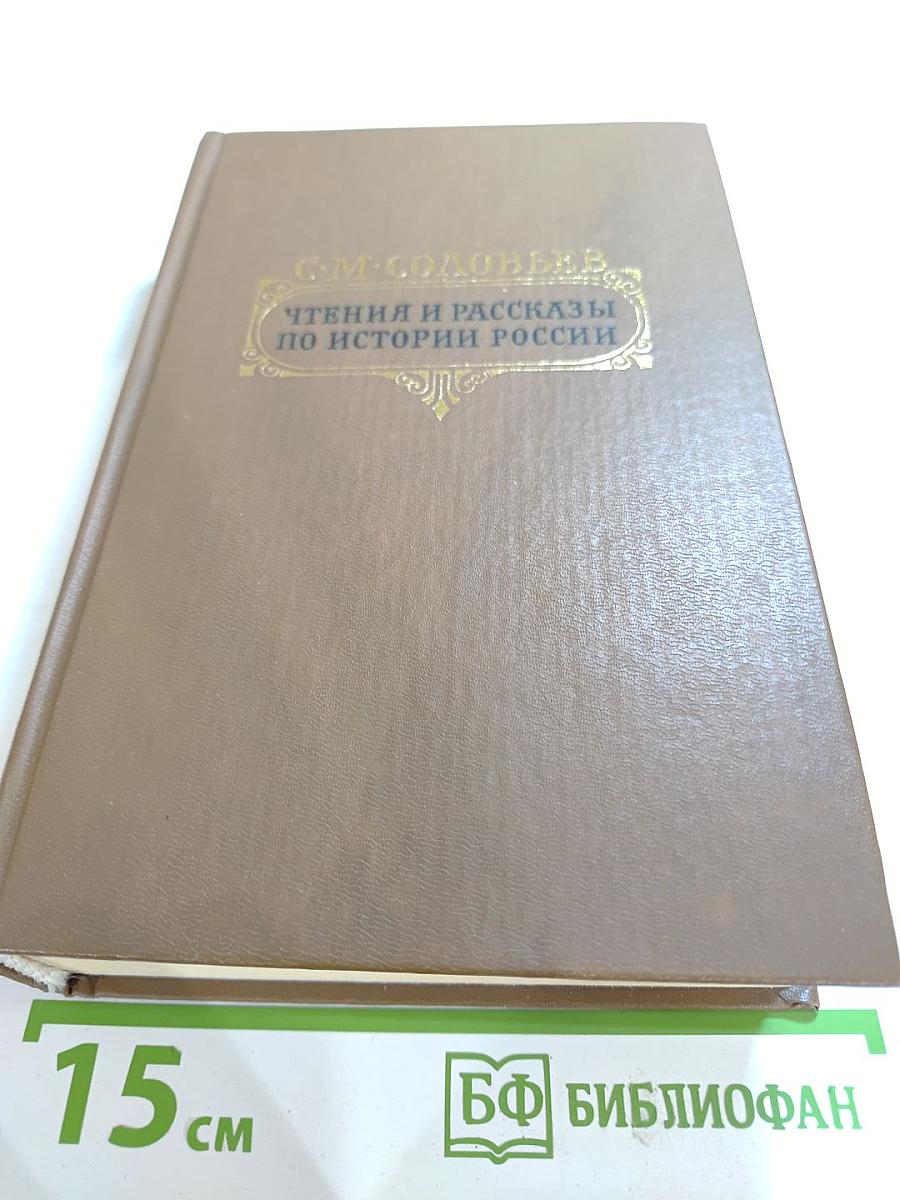 С·М·СОЛОВЬЕВ
ЧТЕНИЯ И РАССКАЗЫ
ПО ИСТОРИИ РОССИИ
15 см
БФ БИБЛИОФАН